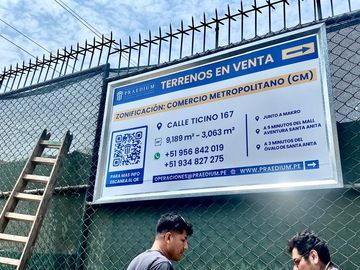 PRAEDIUM
TERRENOS EN VENTA
ZONIFICACIÓN: COMERCIO METROPOLITANO (CM)
CALLE TICINO 167
9,189 m² - 3,063 m²
+51 956 842 019
+51 934 827 275
JUNTO A MAKRO
A 5 MINUTOS DEL MALL
AVENTURA SANTA ANITA
A 3 MINUTOS DEL
ÓVALO DE SANTA ANITA
PARA MÁS INFO
ESCANEA EL QR
OPERACIONES@PRAEDIUM.PE
WWW.PRAEDIUM.PE